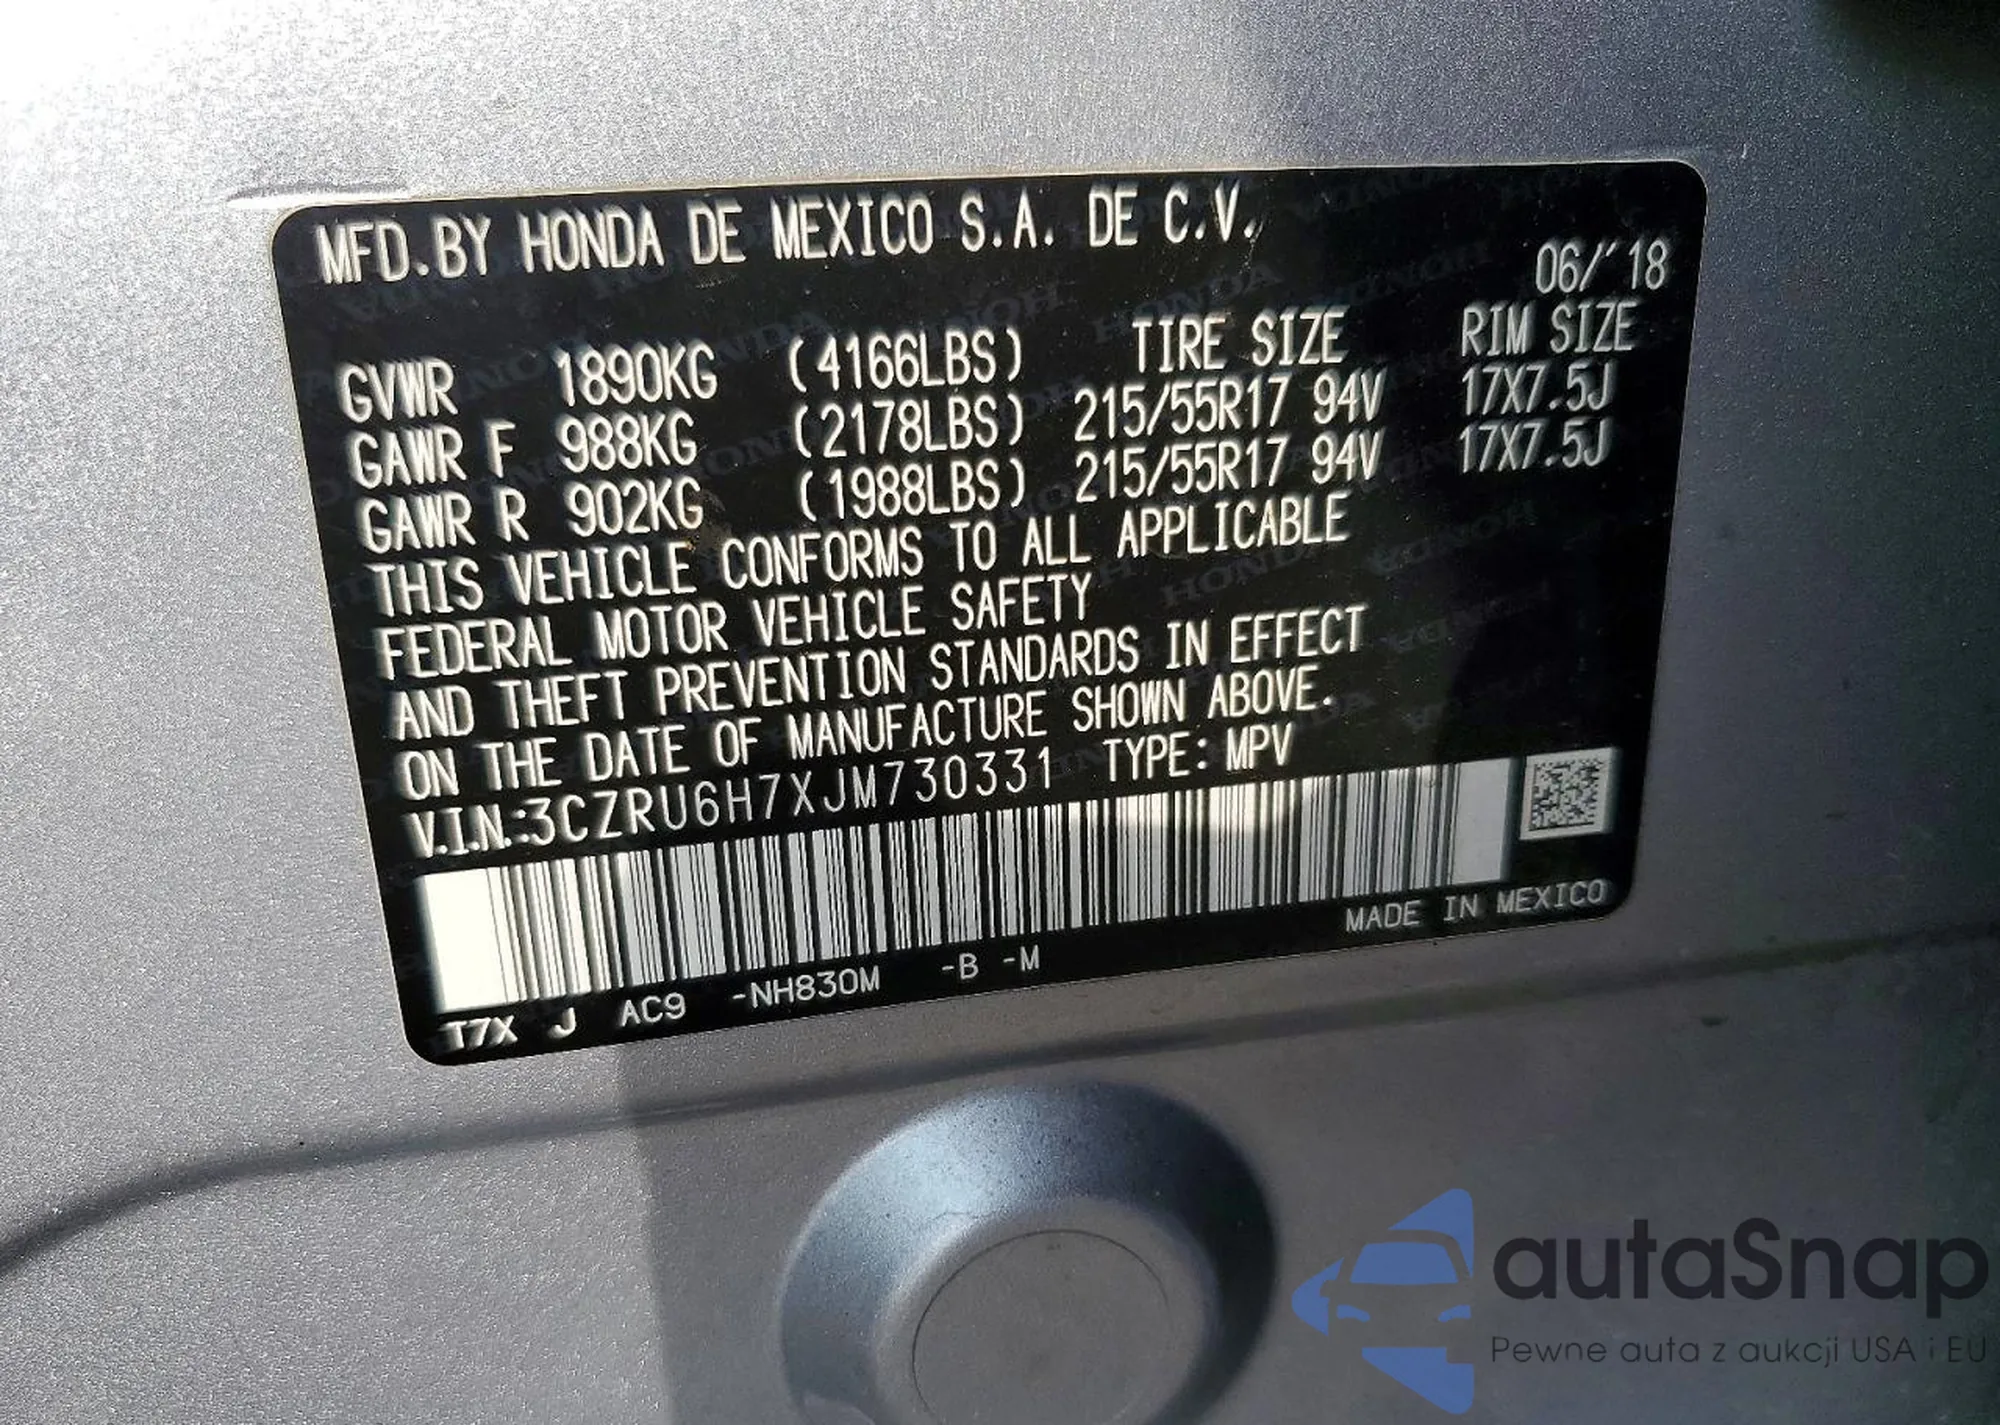 MFD.BY HONDA DE MEXICO S.A. DE C.V.
06/'18
GVWR 1890KG (4166LBS) TIRE SIZE RIM SIZE
GAWR F 988KG (2178LBS) 215/55R17 94V 17X7.5J
GAWR R 902KG (1988LBS) 215/55R17 94V 17X7.5J
THIS VEHICLE CONFORMS TO ALL APPLICABLE
FEDERAL MOTOR VEHICLE SAFETY
AND THEFT PREVENTION STANDARDS IN EFFECT
ON THE DATE OF MANUFACTURE SHOWN ABOVE.
V.I.N.:3CZRU6H7XJM730331 TYPE:MPV
MADE IN MEXICO
T7X J AC9 -NH830M -B -M
autaSnap
Pewne auta z aukcji USA i EU